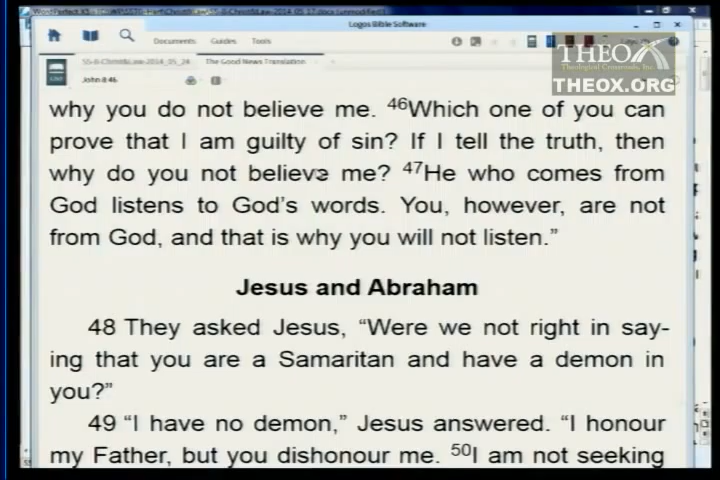 Logos Bible Software
Documents Guides Tools
The Good News Translation
John 8:46
THEOX
THEOX.ORG
why you do not believe me. 46Which one of you can
prove that I am guilty of sin? If I tell the truth, then
why do you not believe me? 47He who comes from
God listens to God's words. You, however, are not
from God, and that is why you will not listen.”
Jesus and Abraham
48 They asked Jesus, “Were we not right in say-
ing that you are a Samaritan and have a demon in
you?”
49 “I have no demon,” Jesus answered. “I honour
my Father, but you dishonour me. 50I am not seeking